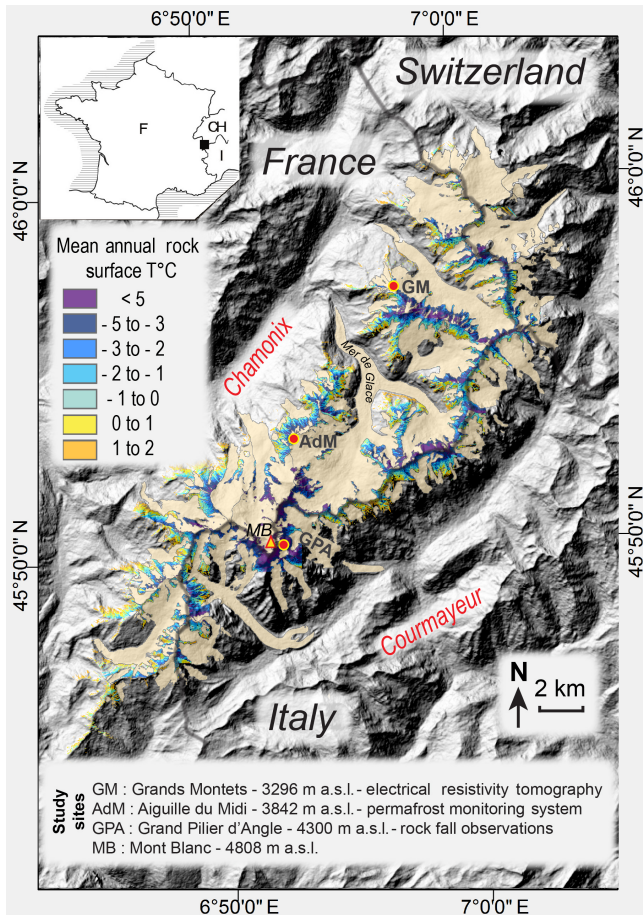 6°50'0" E
7°0'0" E
Switzerland
F
CH
I
France
46°0'0" N
46°0'0" N
Mean annual rock
surface T°C
< 5
- 5 to - 3
- 3 to - 2
- 2 to - 1
- 1 to 0
0 to 1
1 to 2
GM
Chamonix
Mer de Glace
AdM
MB
GPA
45°50'0" N
45°50'0" N
Courmayeur
N
2 km
Italy
Study
sites
GM : Grands Montets - 3296 m a.s.l.- electrical resistivity tomography
AdM : Aiguille du Midi - 3842 m a.s.l.- permafrost monitoring system
GPA : Grand Pilier d'Angle - 4300 m a.s.l.- rock fall observations
MB : Mont Blanc - 4808 m a.s.l.
6°50'0" E
7°0'0" E